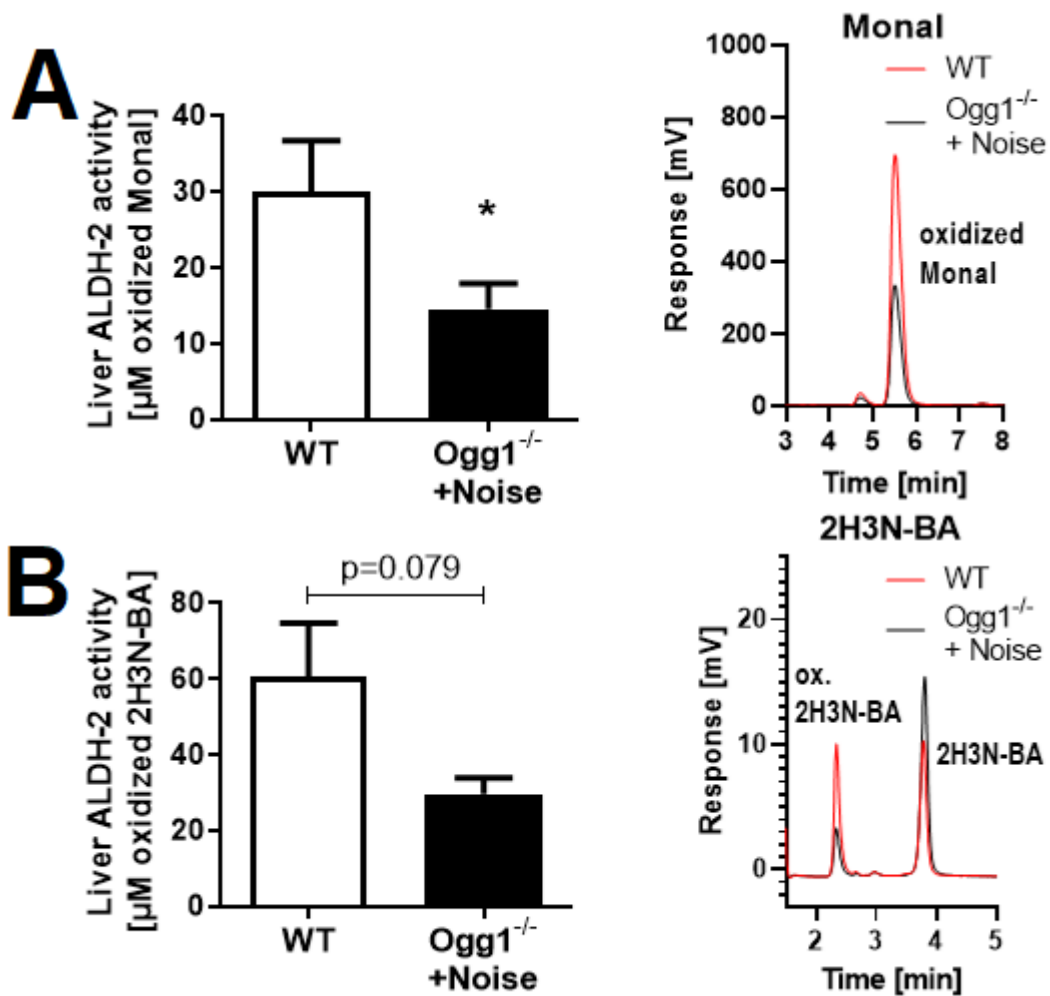 A
Liver ALDH-2 activity
[µM oxidized Monal]
40
30
20
10
0
*
WT
Ogg1-/-
+Noise
Monal
WT
Ogg1-/-
+ Noise
Response [mV]
1000
800
600
400
200
0
oxidized
Monal
3 4 5 6 7 8
Time [min]
B
Liver ALDH-2 activity
[µM oxidized 2H3N-BA]
80
60
40
20
0
p=0.079
WT
Ogg1-/-
+Noise
2H3N-BA
WT
Ogg1-/-
+ Noise
Response [mV]
20
10
0
ox.
2H3N-BA
2H3N-BA
2 3 4 5
Time [min]